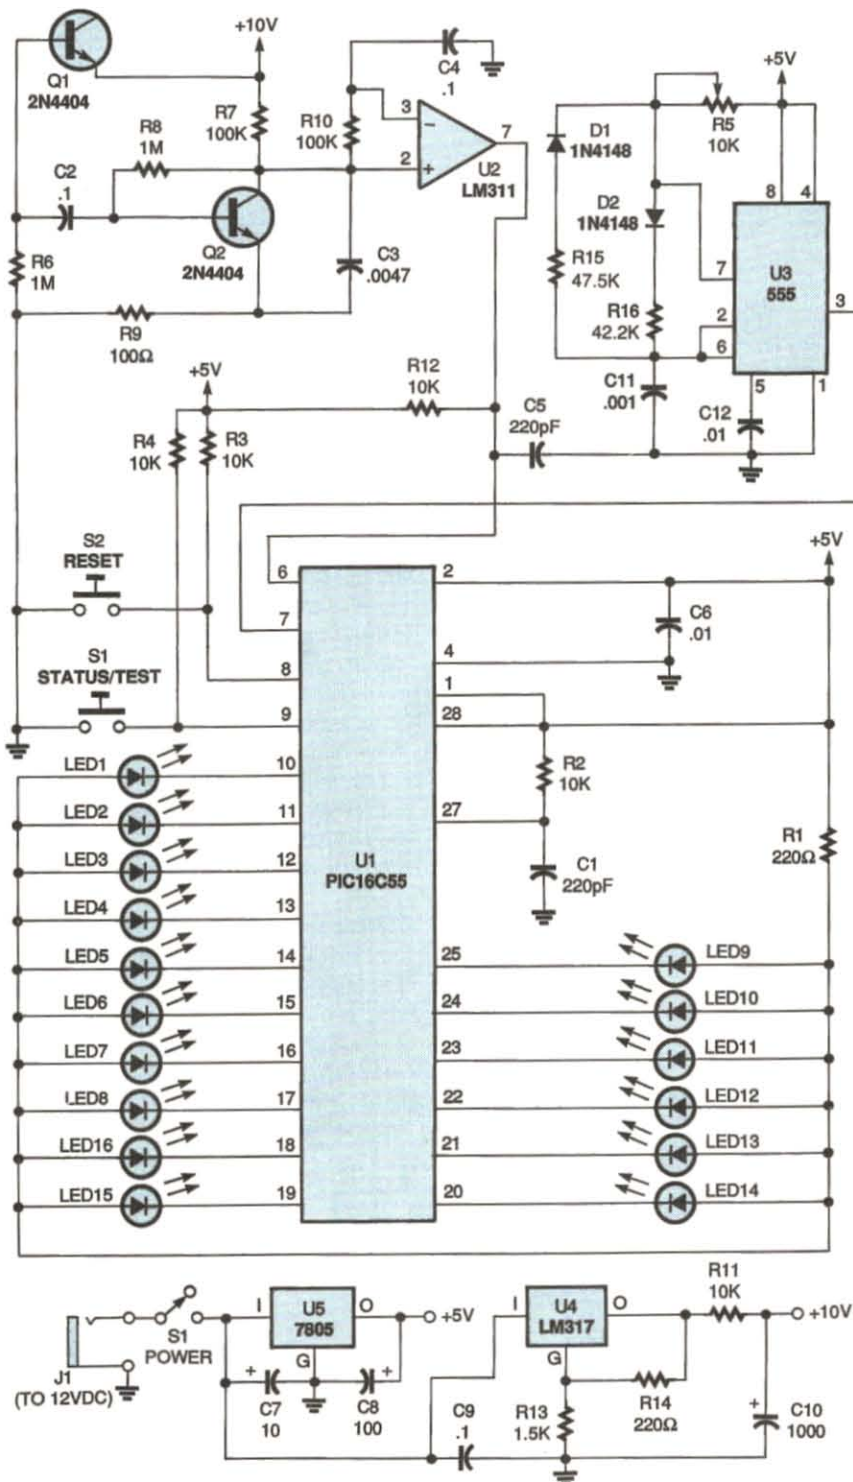 +10V
Q1
2N4404
R7
100K
R8
1M
C2
.1
R10
100K
C4
.1
3
−
2
+
7
U2
LM311
Q2
2N4404
C3
.0047
R6
1M
R9
100Ω
+5V
D1
1N4148
R5
10K
D2
1N4148
R15
47.5K
R16
42.2K
8
4
7
2
6
3
5
1
U3
555
C11
.001
C12
.01
+5V
R12
10K
C5
220pF
R4
10K
R3
10K
S2
RESET
S1
STATUS/TEST
6
7
8
9
10
11
12
13
14
15
16
17
18
19
U1
PIC16C55
2
4
1
28
27
25
24
23
22
21
20
+5V
C6
.01
R2
10K
C1
220pF
R1
220Ω
LED1
LED2
LED3
LED4
LED5
LED6
LED7
LED8
LED16
LED15
LED9
LED10
LED11
LED12
LED13
LED14
J1
(TO 12VDC)
S1
POWER
I
U5
7805
O
G
+5V
+
C7
10
C8
100
+
C9
.1
I
U4
LM317
O
G
R11
10K
+10V
R13
1.5K
R14
220Ω
+
C10
1000